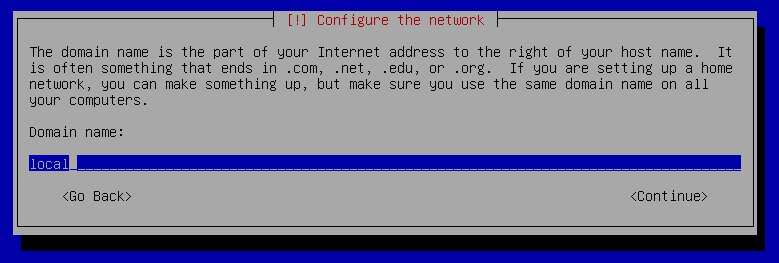 [!] Configure the network
The domain name is the part of your Internet address to the right of your host name.  It
is often something that ends in .com, .net, .edu, or .org.  If you are setting up a home
network, you can make something up, but make sure you use the same domain name on all
your computers.
Domain name:
local
<Go Back> <Continue>